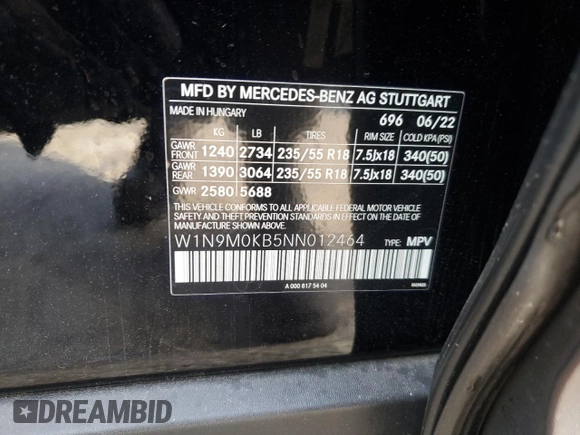 MFD BY MERCEDES-BENZ AG STUTTGART
MADE IN HUNGARY 696 06/22
KG LB TIRES RIM SIZE COLD KPA(PSI)
GAWR FRONT 1240 2734 235/55 R18 7.5Jx18 340(50)
GAWR REAR 1390 3064 235/55 R18 7.5Jx18 340(50)
GVWR 2580 5688
THIS VEHICLE CONFORMS TO ALL APPLICABLE FEDERAL MOTOR VEHICLE
SAFETY AND THEFT PREVENTION STANDARDS IN EFFECT ON THE DATE
OF MANUFACTURE SHOWN ABOVE.
W1N9M0KB5NN012464 TYPE: MPV
A 000 817 54 04
DREAMBID